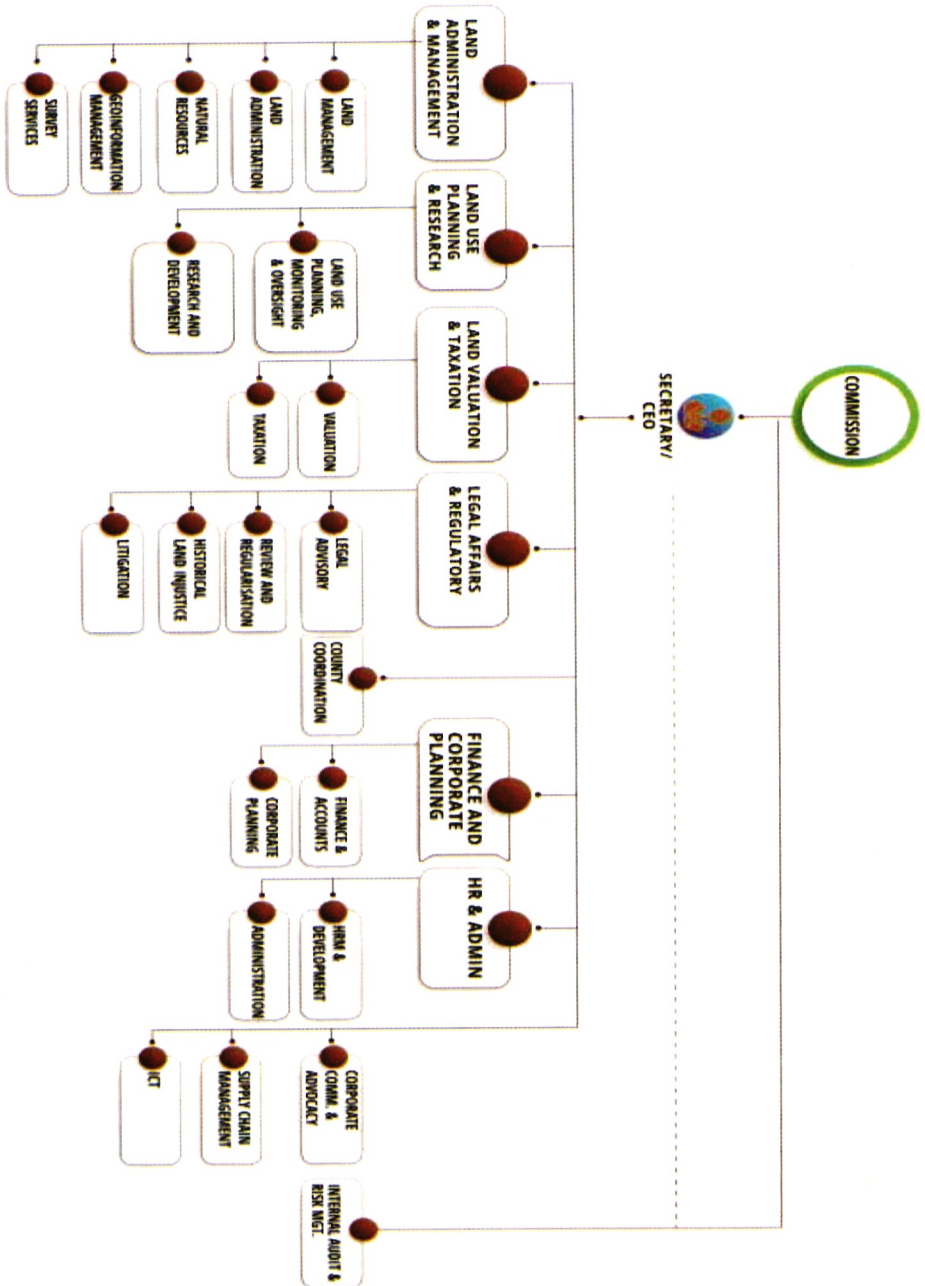 COMMISSION
SECRETARY/
CEO
LAND
ADMINISTRATION
& MANAGEMENT
LAND
MANAGEMENT
LAND
ADMINISTRATION
NATURAL
RESOURCES
GEOINFORMATION
MANAGEMENT
SURVEY
SERVICES
LAND USE
PLANNING
& RESEARCH
LAND USE
PLANNING,
MONITORING
& OVERSIGHT
RESEARCH AND
DEVELOPMENT
LAND VALUATION
& TAXATION
VALUATION
TAXATION
LEGAL AFFAIRS
& REGULATORY
LEGAL
ADVISORY
REVIEW AND
REGULARISATION
HISTORICAL
LAND INJUSTICE
LITIGATION
COUNTY
COORDINATION
FINANCE AND
CORPORATE
PLANNING
FINANCE &
ACCOUNTS
CORPORATE
PLANNING
HR & ADMIN
HRM &
DEVELOPMENT
ADMINISTRATION
CORPORATE
COMM. &
ADVOCACY
SUPPLY CHAIN
MANAGEMENT
ICT
INTERNAL AUDIT &
RISK MGT.